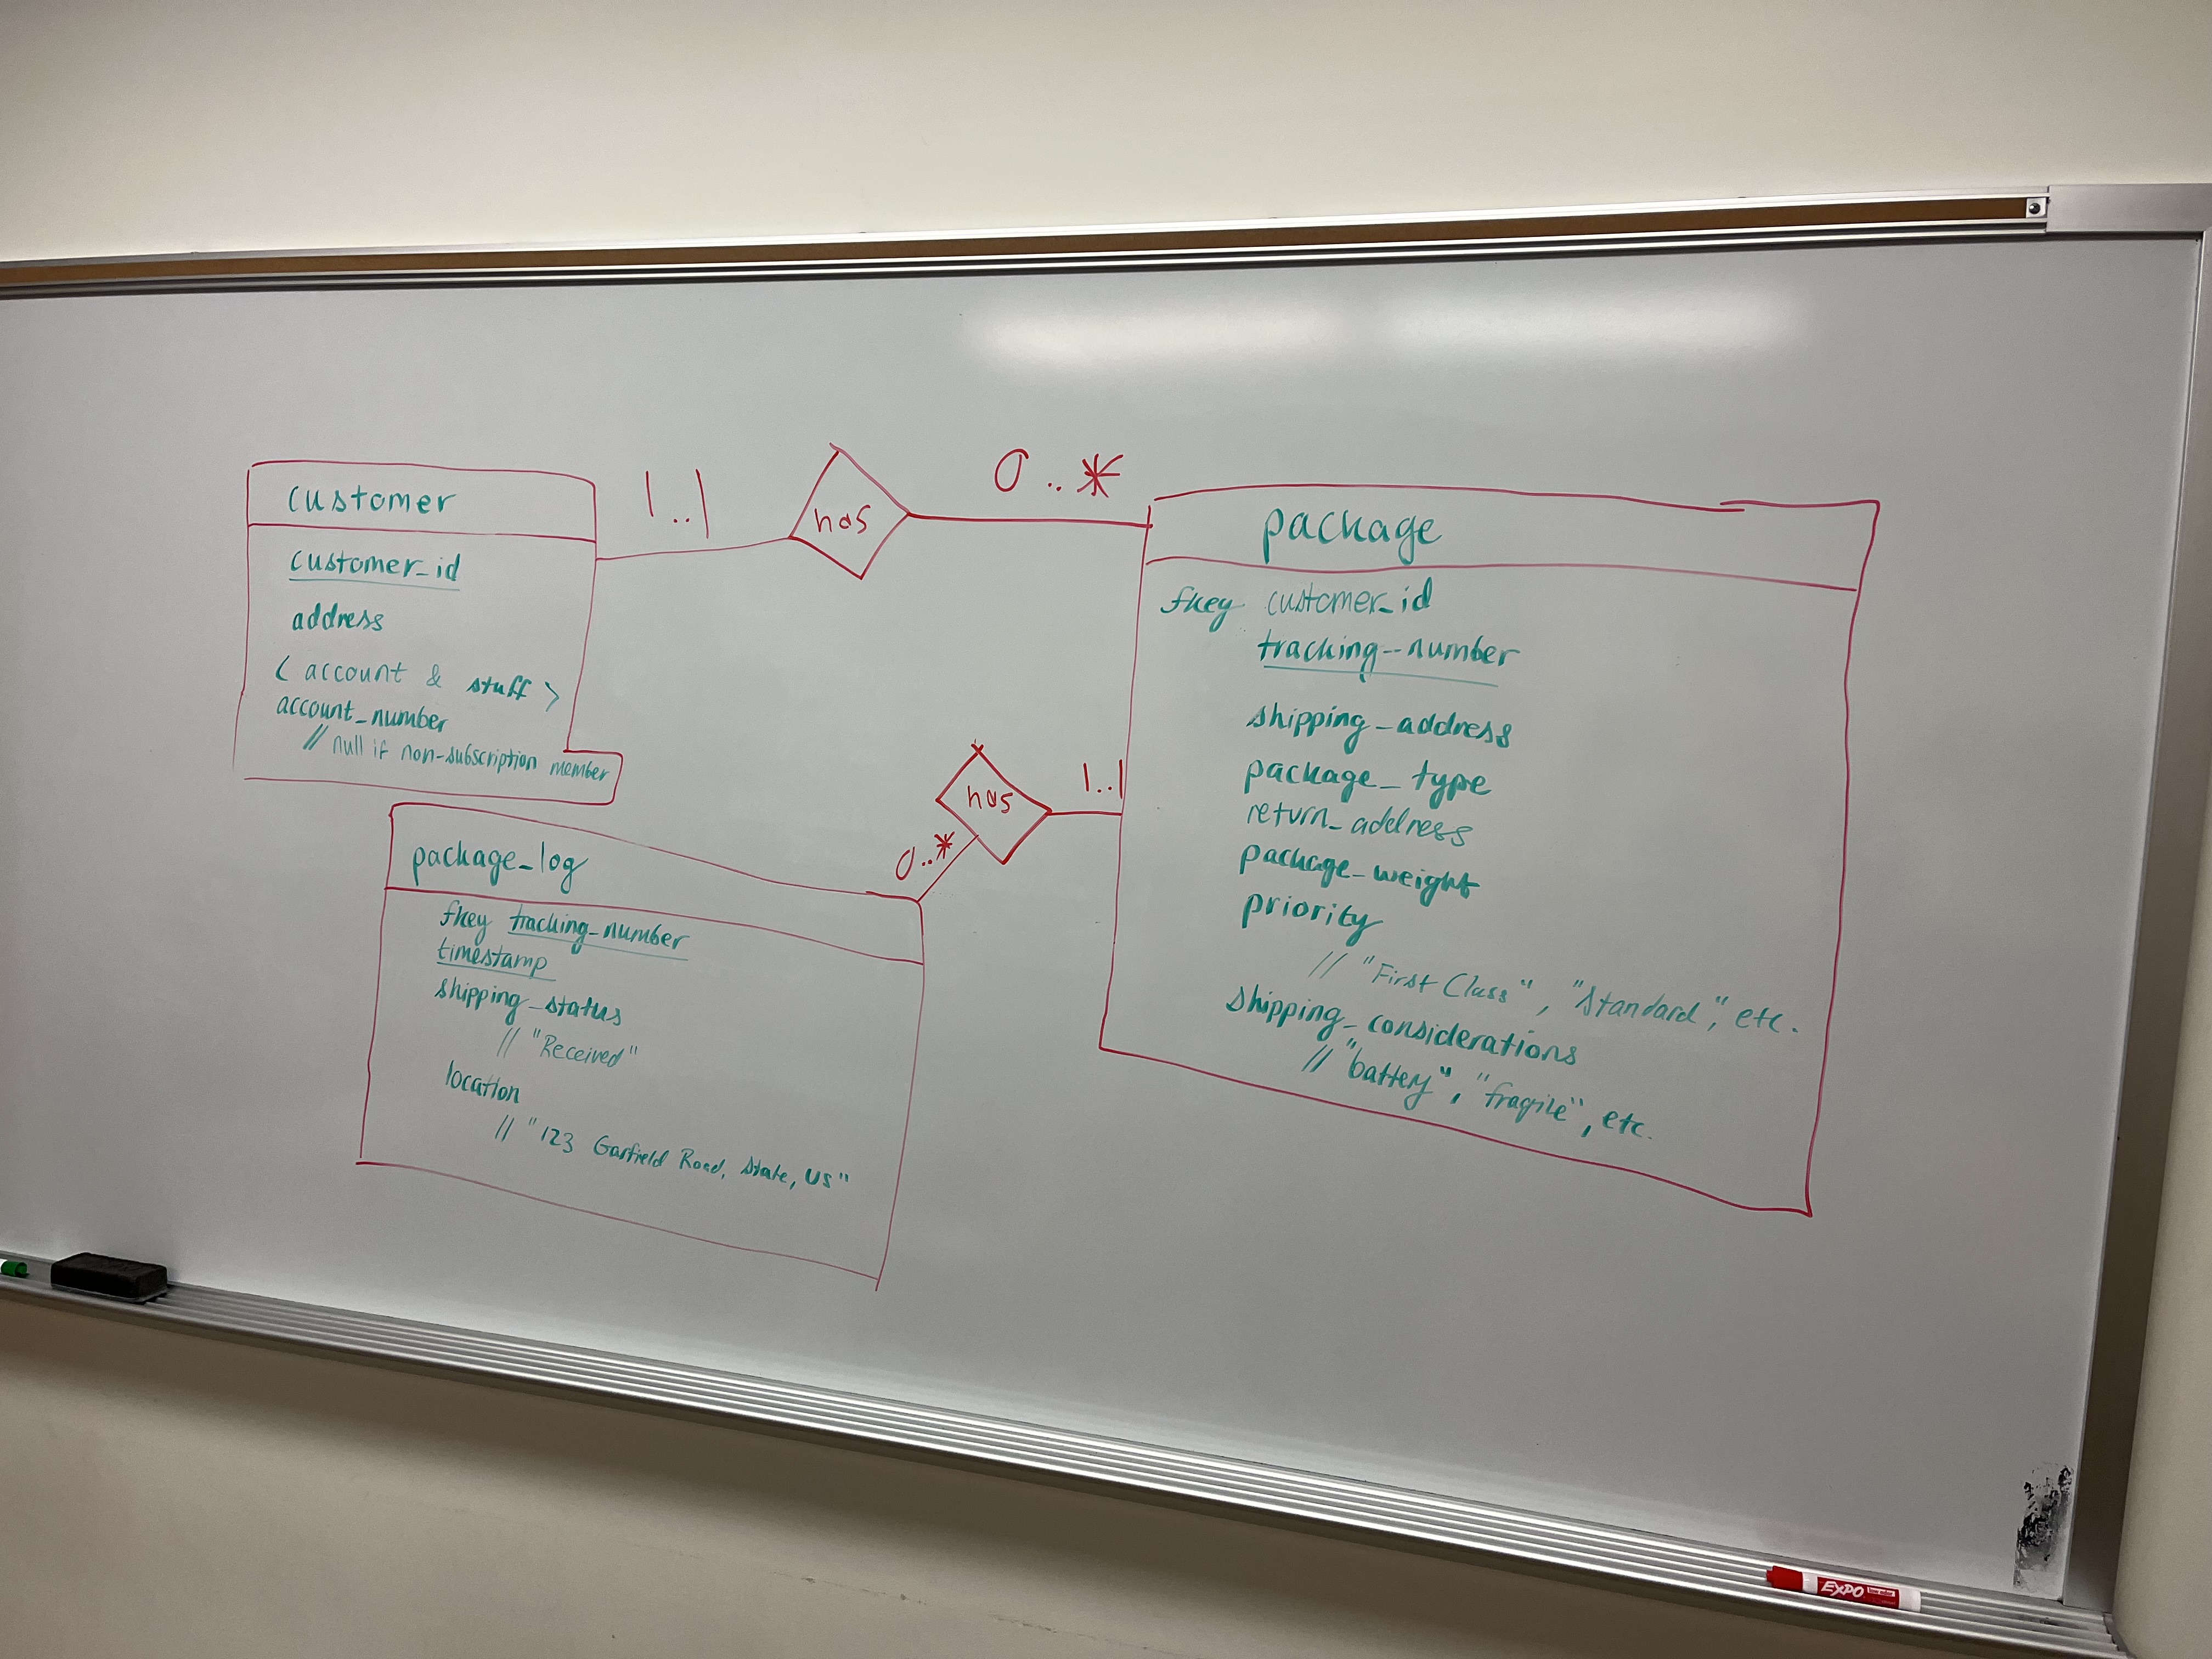 customer
customer_id
address
< account & stuff >
account_number
// null if non-subscription member
1..1
has
0..*
package
fkey customer_id
tracking_number
shipping_address
package_type
return_address
package_weight
priority
// "First Class", "Standard", etc.
shipping_considerations
// "battery", "fragile", etc.
1..1
has
0..*
package_log
fkey tracking_number
timestamp
shipping_status
// "Received"
location
// "123 Garfield Road, State, US"
EXPO